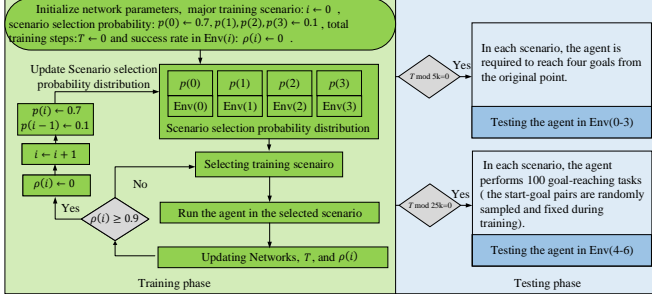 Initialize network parameters, major training scenario: i ← 0 ,
scenario selection probability: p(0) ← 0.7, p(1), p(2), p(3) ← 0.1 , total
training steps: T ← 0 and success rate in Env(i): ρ(i) ← 0 .
Update Scenario selection
probability distribution
p(0) p(1) p(2) p(3)
Env(0) Env(1) Env(2) Env(3)
Scenario selection probability distribution
p(i) ← 0.7
p(i − 1) ← 0.1
i ← i + 1
ρ(i) ← 0
No
Yes
ρ(i) ≥ 0.9
Selecting training scenairo
Run the agent in the selected scenario
Updating Networks, T, and ρ(i)
Training phase
T mod 5k=0
Yes
In each scenario, the agent is
required to reach four goals from
the original point.
Testing the agent in Env(0-3)
T mod 25k=0
Yes
In each scenario, the agent
performs 100 goal-reaching tasks
( the start-goal pairs are randomly
sampled and fixed during
training).
Testing the agent in Env(4-6)
Testing phase